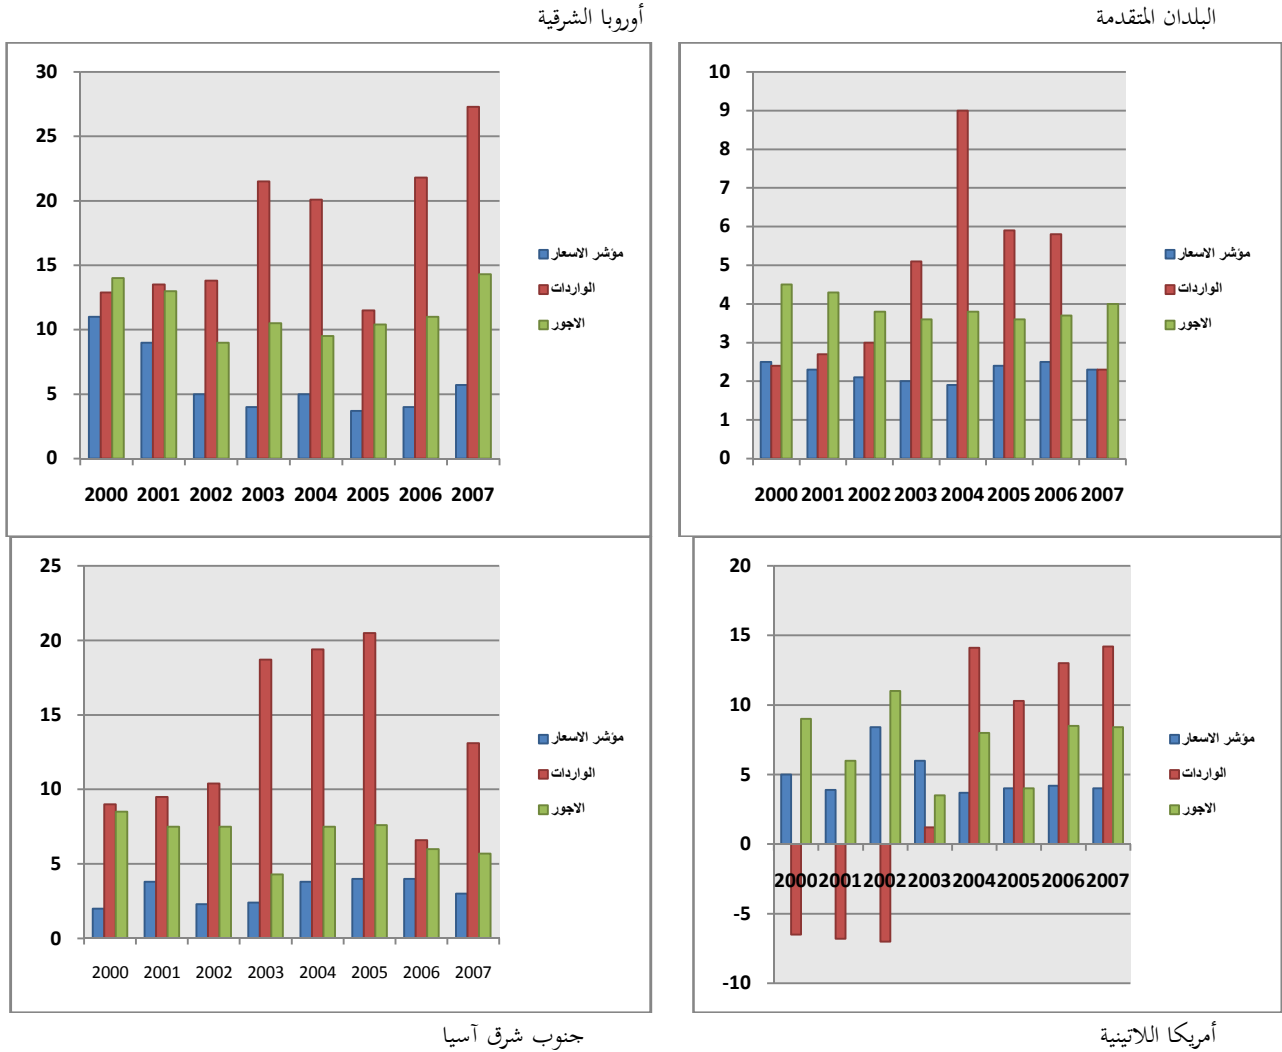 البلدان المتقدمة
أوروبا الشرقية
10
9
8
7
6
5
4
3
2
1
0
2000 2001 2002 2003 2004 2005 2006 2007
مؤشر الاسعار
الواردات
الاجور
30
25
20
15
10
5
0
2000 2001 2002 2003 2004 2005 2006 2007
مؤشر الاسعار
الواردات
الاجور
20
15
10
5
0
-5
-10
2000 2001 2002 2003 2004 2005 2006 2007
مؤشر الاسعار
الواردات
الاجور
25
20
15
10
5
0
2000 2001 2002 2003 2004 2005 2006 2007
مؤشر الاسعار
الواردات
الاجور
أمريكا اللاتينية
جنوب شرق آسيا